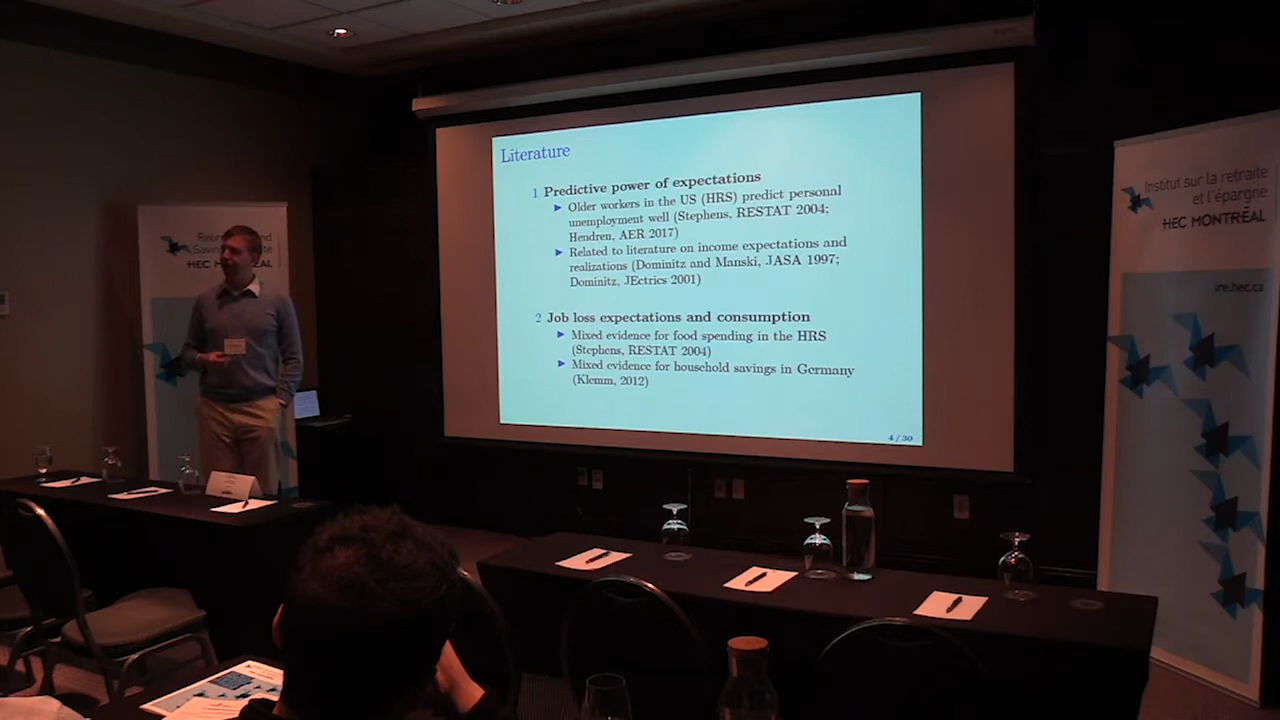 Literature
1 Predictive power of expectations
Older workers in the US (HRS) predict personal
unemployment well (Stephens, RESTAT 2004;
Hendren, AER 2017)
Related to literature on income expectations and
realizations (Dominitz and Manski, JASA 1997;
Dominitz, JEctrics 2001)
2 Job loss expectations and consumption
Mixed evidence for food spending in the HRS
(Stephens, RESTAT 2004)
Mixed evidence for household savings in Germany
(Klemm, 2012)
4 / 30
Institut sur la retraite
et l'épargne
HEC MONTRÉAL
ire.hec.ca
HEC